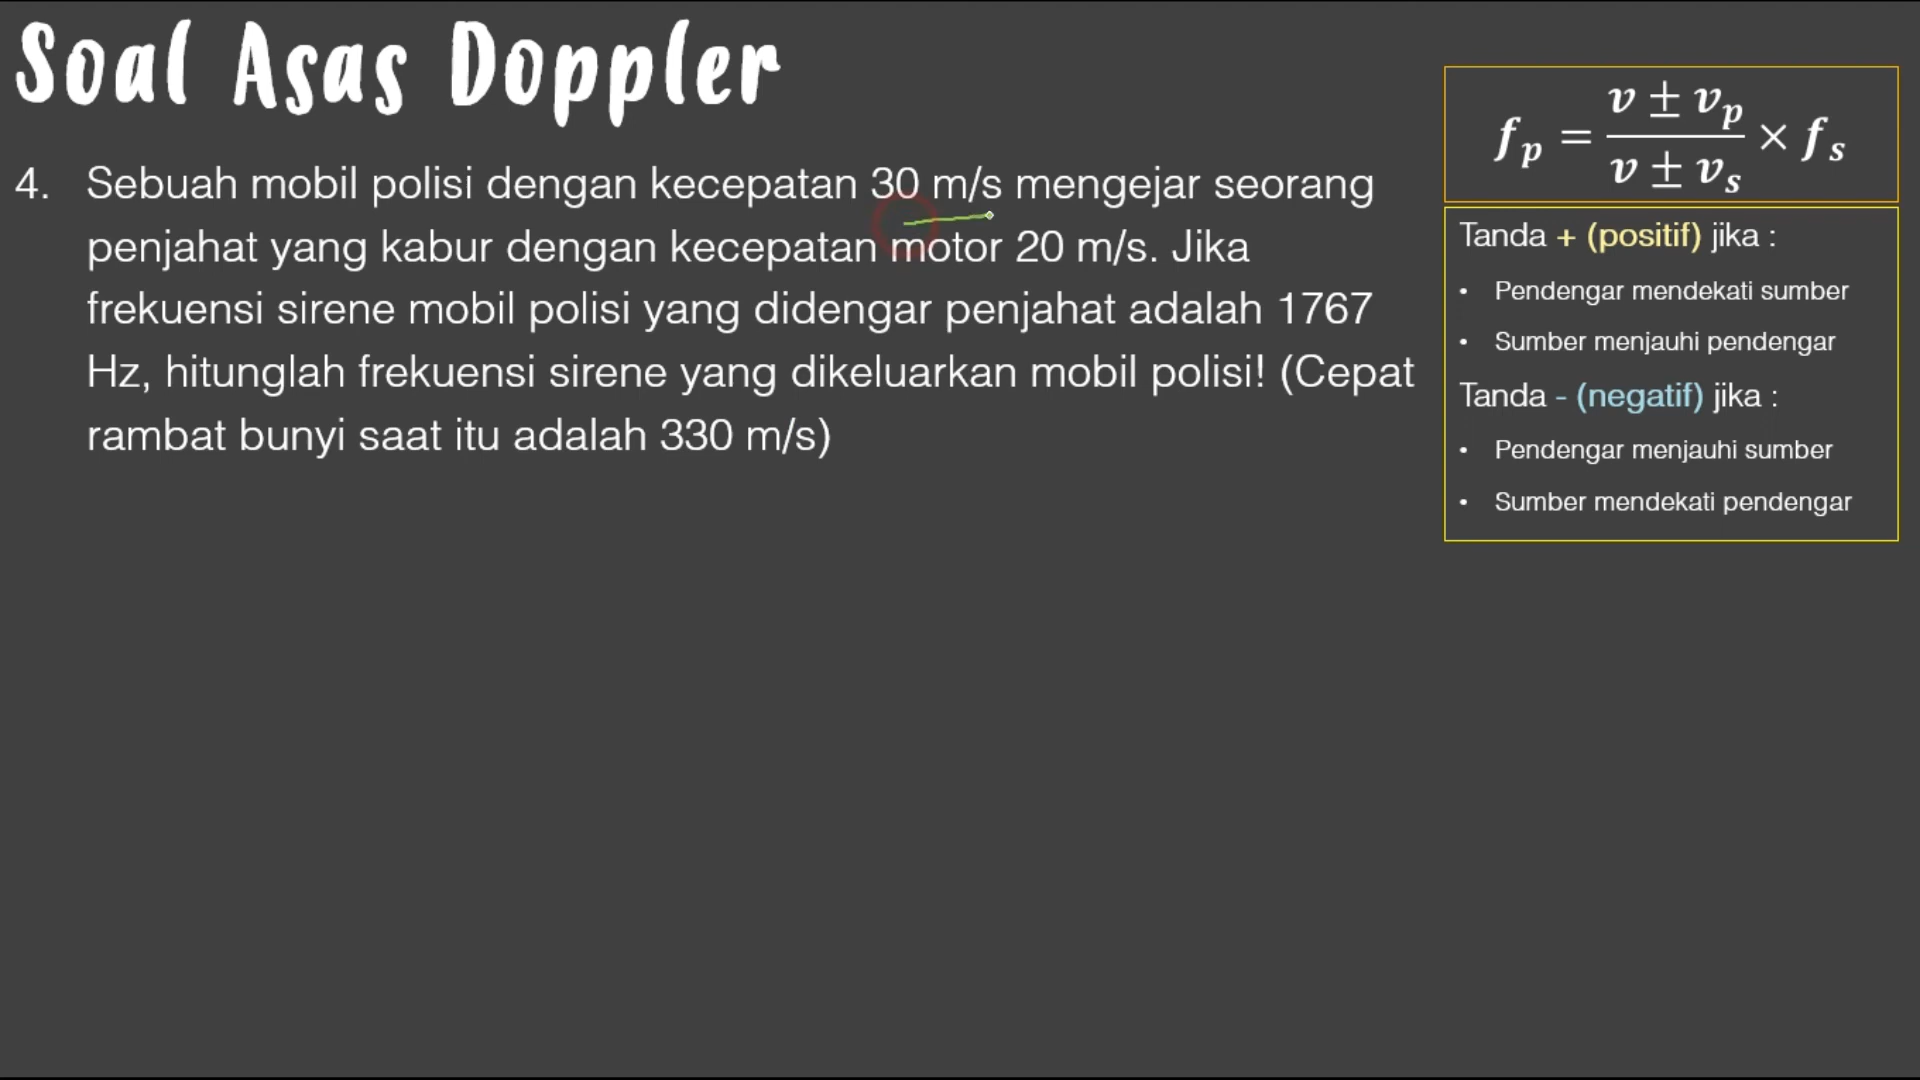 Soal Asas Doppler
4. Sebuah mobil polisi dengan kecepatan 30 m/s mengejar seorang
penjahat yang kabur dengan kecepatan motor 20 m/s. Jika
frekuensi sirene mobil polisi yang didengar penjahat adalah 1767
Hz, hitunglah frekuensi sirene yang dikeluarkan mobil polisi! (Cepat
rambat bunyi saat itu adalah 330 m/s)
f_p = (v ± v_p)/(v ± v_s) × f_s
Tanda + (positif) jika :
• Pendengar mendekati sumber
• Sumber menjauhi pendengar
Tanda - (negatif) jika :
• Pendengar menjauhi sumber
• Sumber mendekati pendengar